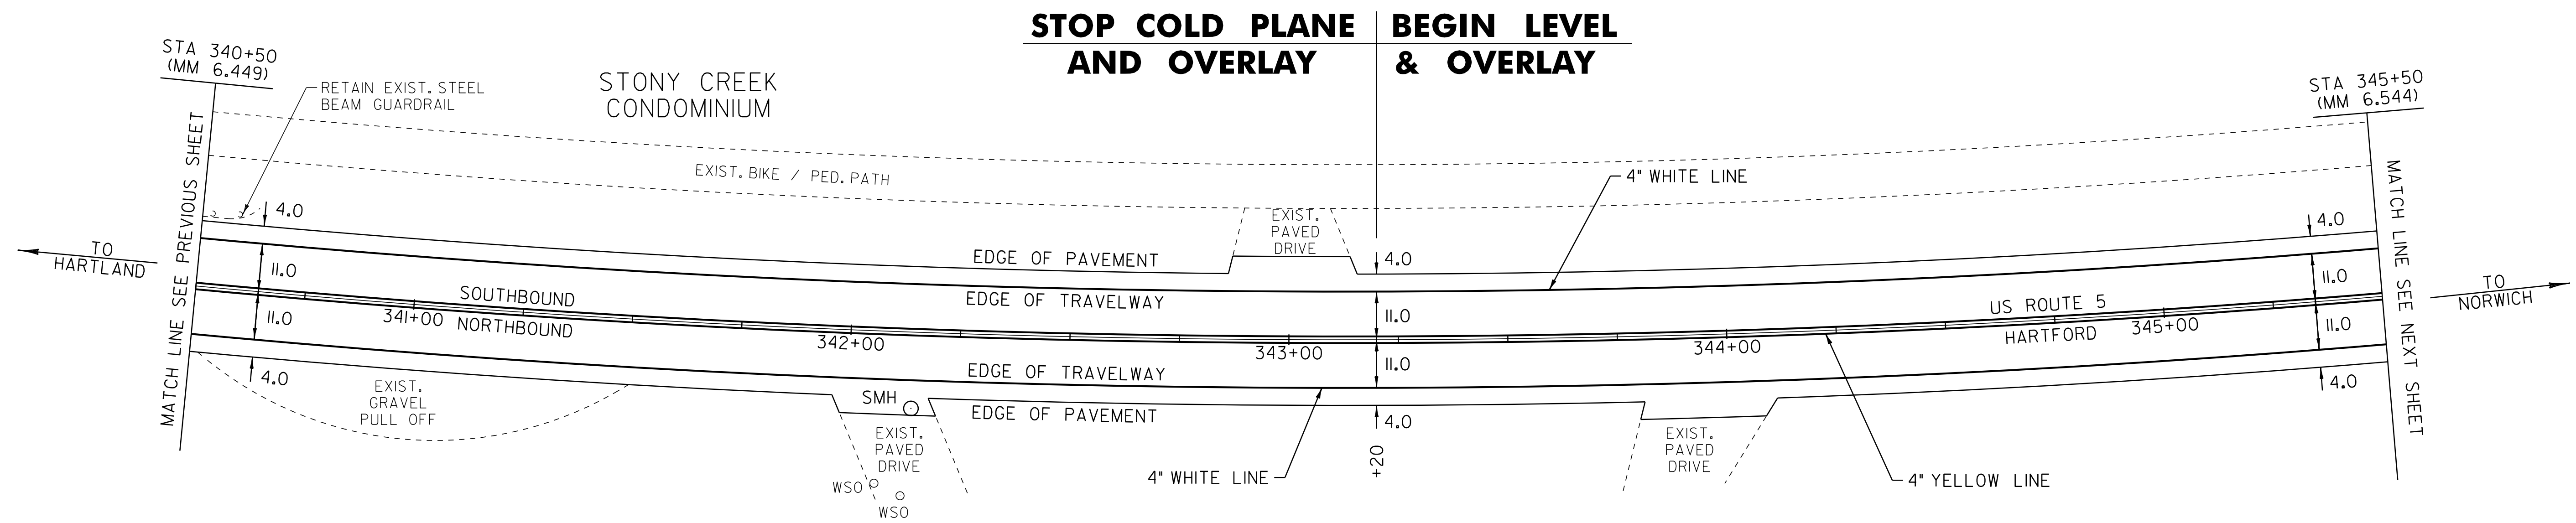 STOP COLD PLANE
AND OVERLAY
BEGIN LEVEL
& OVERLAY
STA 340+50
(MM 6.449)
RETAIN EXIST. STEEL
BEAM GUARDRAIL
STONY CREEK
CONDOMINIUM
STA 345+50
(MM 6.544)
MATCH LINE SEE PREVIOUS SHEET
EXIST. BIKE / PED. PATH
4" WHITE LINE
MATCH LINE SEE NEXT SHEET
4.0
EXIST.
PAVED
DRIVE
4.0
TO
HARTLAND
EDGE OF PAVEMENT
4.0
11.0
SOUTHBOUND
EDGE OF TRAVELWAY
11.0
US ROUTE 5
11.0
TO
NORWICH
11.0
341+00
NORTHBOUND
342+00
343+00
344+00
HARTFORD
345+00
11.0
11.0
4.0
EDGE OF TRAVELWAY
4.0
EXIST.
GRAVEL
PULL OFF
SMH
EDGE OF PAVEMENT
4.0
EXIST.
PAVED
DRIVE
EXIST.
PAVED
DRIVE
+20
4" WHITE LINE
4" YELLOW LINE
WSO
WSO